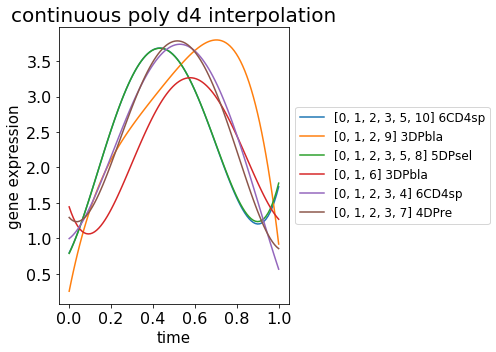 continuous poly d4 interpolation
gene expression
3.5
3.0
2.5
2.0
1.5
1.0
0.5
0.0 0.2 0.4 0.6 0.8 1.0
time
[0, 1, 2, 3, 5, 10] 6CD4sp
[0, 1, 2, 9] 3DPbla
[0, 1, 2, 3, 5, 8] 5DPsel
[0, 1, 6] 3DPbla
[0, 1, 2, 3, 4] 6CD4sp
[0, 1, 2, 3, 7] 4DPre